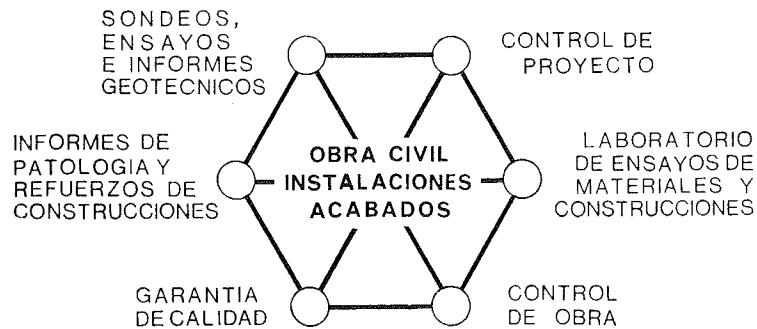 SONDEOS,
ENSAYOS
E INFORMES
GEOTECNICOS
CONTROL DE
PROYECTO
INFORMES DE
PATOLOGIA Y
REFUERZOS DE
CONSTRUCCIONES
OBRA CIVIL
INSTALACIONES
ACABADOS
LABORATORIO
DE ENSAYOS DE
MATERIALES Y
CONSTRUCCIONES
GARANTIA
DE CALIDAD
CONTROL
DE OBRA